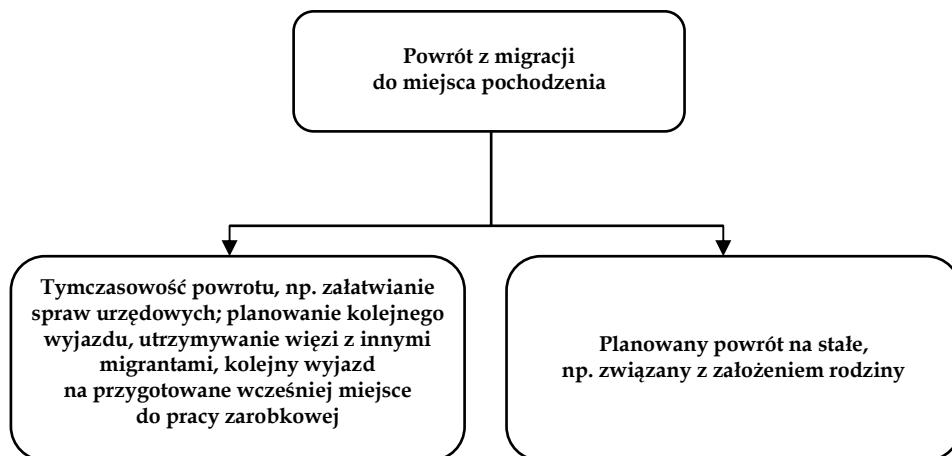 Powrót z migracji
do miejsca pochodzenia
Tymczasowość powrotu, np. załatwianie
spraw urzędowych; planowanie kolejnego
wyjazdu, utrzymywanie więzi z innymi
migrantami, kolejny wyjazd
na przygotowane wcześniej miejsce
do pracy zarobkowej
Planowany powrót na stałe,
np. związany z założeniem rodziny